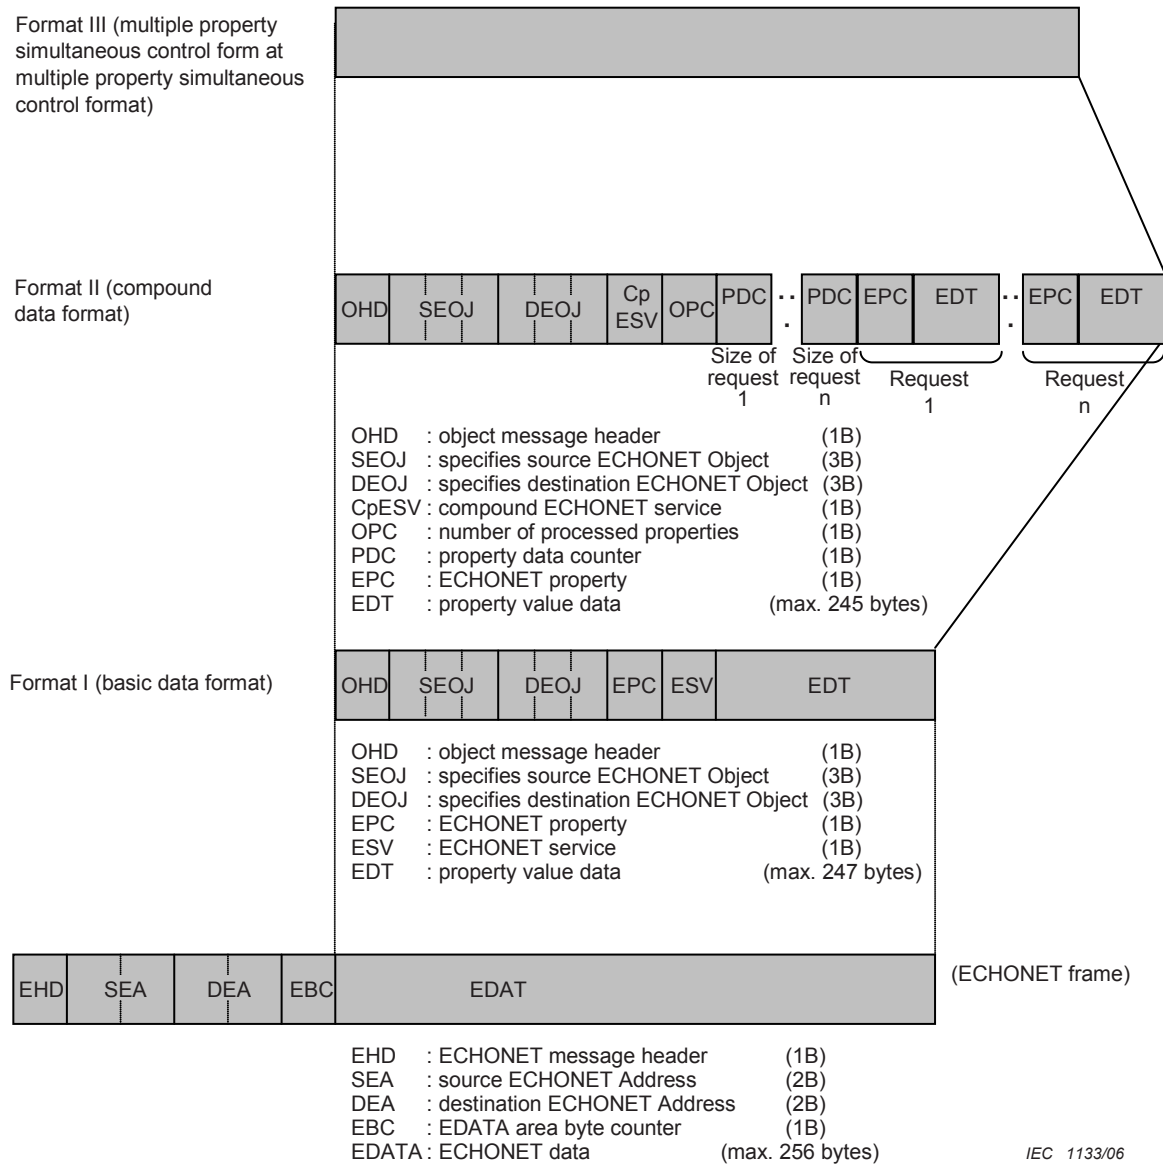 Format III (multiple property
simultaneous control form at
multiple property simultaneous
control format)
Format II (compound
data format)
OHD SEOJ DEOJ Cp ESV OPC PDC . . . PDC EPC EDT . . . EPC EDT
Size of request 1
Size of request n
Request 1
Request n
OHD : object message header (1B)
SEOJ : specifies source ECHONET Object (3B)
DEOJ : specifies destination ECHONET Object (3B)
CpESV : compound ECHONET service (1B)
OPC : number of processed properties (1B)
PDC : property data counter (1B)
EPC : ECHONET property (1B)
EDT : property value data (max. 245 bytes)
Format I (basic data format)
OHD SEOJ DEOJ EPC ESV EDT
OHD : object message header (1B)
SEOJ : specifies source ECHONET Object (3B)
DEOJ : specifies destination ECHONET Object (3B)
EPC : ECHONET property (1B)
ESV : ECHONET service (1B)
EDT : property value data (max. 247 bytes)
EHD SEA DEA EBC EDAT
(ECHONET frame)
EHD : ECHONET message header (1B)
SEA : source ECHONET Address (2B)
DEA : destination ECHONET Address (2B)
EBC : EDATA area byte counter (1B)
EDATA : ECHONET data (max. 256 bytes)
IEC 1133/06